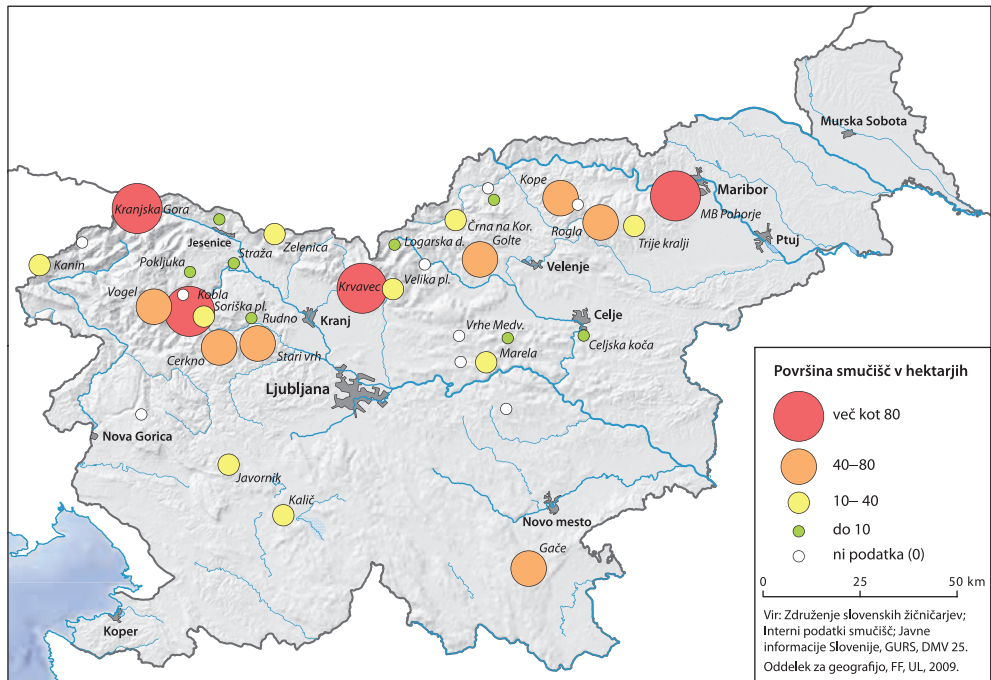 Murska Sobota
Kope
Maribor
Kranjska Gora
MB Pohorje
Črna na Kor.
Rogla
Jesenice
Zelenica
Logarska d.
Golte
Trije kralji
Ptuj
Straža
Kanin
Pokljuka
Velenje
Krvavec
Velika pl.
Vogel
Kobla
Soriška pl.
Rudno
Kranj
Celje
Vrhe Medv.
Celjska koča
Cerkno
Stari vrh
Marela
Ljubljana
Nova Gorica
Javornik
Kalič
Novo mesto
Gače
Koper
Površina smučišč v hektarjih
več kot 80
40–80
10– 40
do 10
ni podatka (0)
0 25 50 km
Vir: Združenje slovenskih žičničarjev;
Interni podatki smučišč; Javne
informacije Slovenije, GURS, DMV 25.
Oddelek za geografijo, FF, UL, 2009.